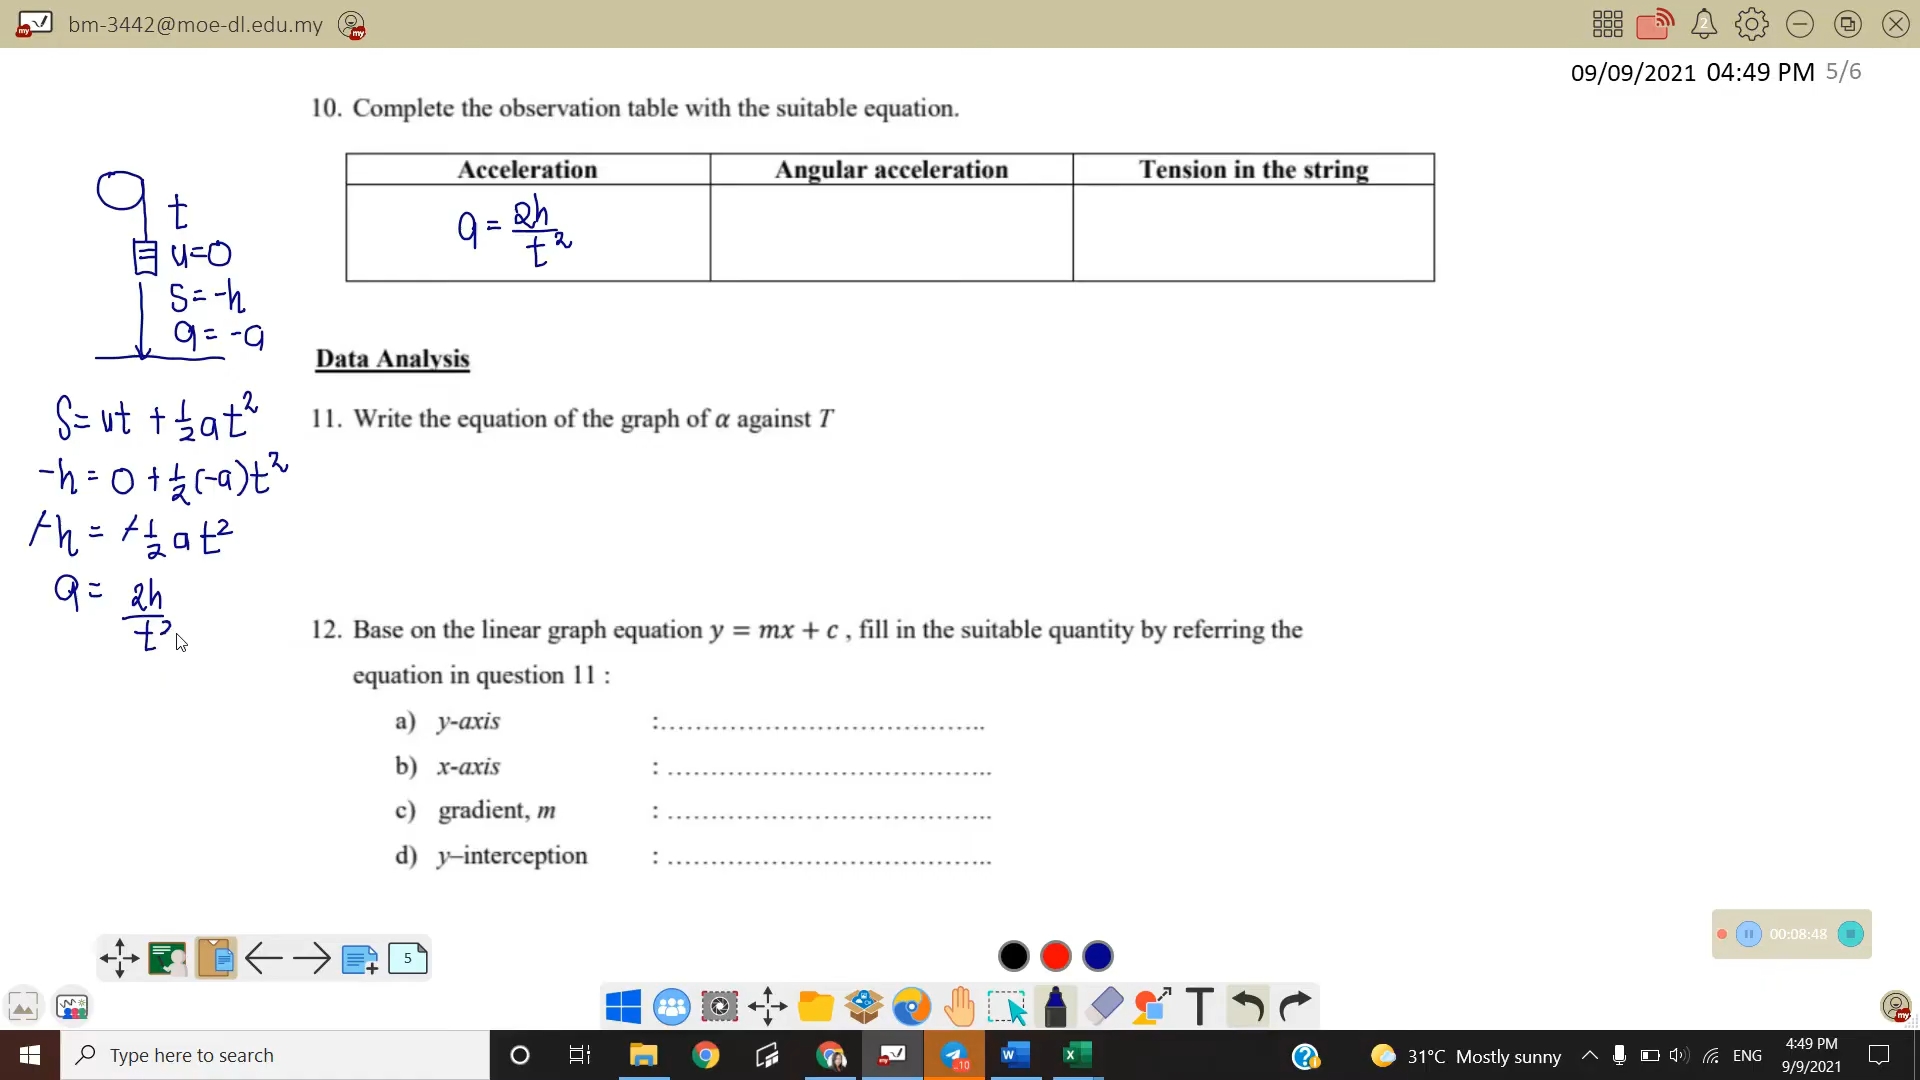 bm-3442@moe-dl.edu.my
09/09/2021 04:49 PM 5/6
10. Complete the observation table with the suitable equation.
Acceleration Angular acceleration Tension in the string
a = 2h/t²
t
u=0
s=-h
a=-a
Data Analysis
S= ut + 1/2 at²
-h = 0 + 1/2 (-a)t²
-h = -1/2 at²
a = 2h/t²
11. Write the equation of the graph of α against T
12. Base on the linear graph equation y = mx + c , fill in the suitable quantity by referring the
equation in question 11 :
a) y-axis :…………………………………..
b) x-axis : …………………………………..
c) gradient, m : …………………………………..
d) y–interception : …………………………………..
00:08:48
5
T
Type here to search
31°C Mostly sunny
ENG
4:49 PM
9/9/2021